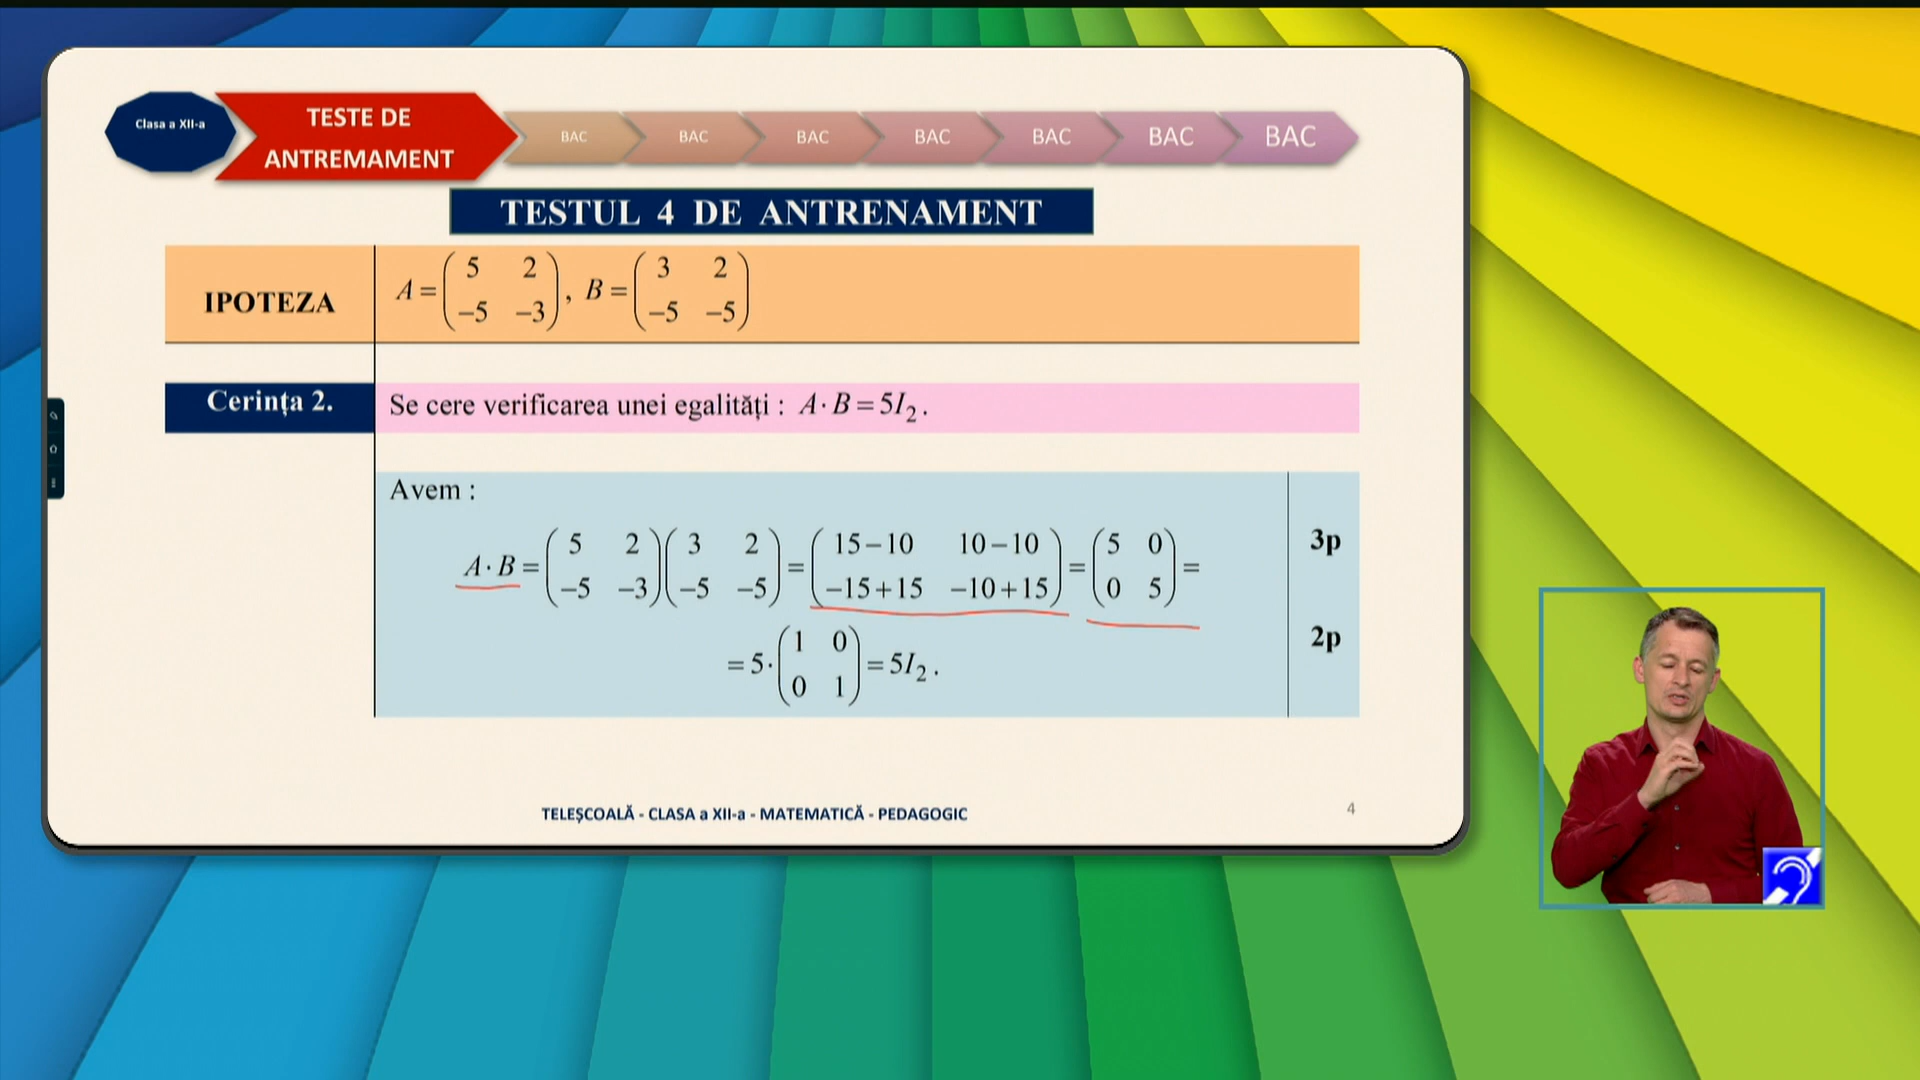 Clasa a XII-a
TESTE DE
ANTREMAMENT
BAC BAC BAC BAC BAC BAC BAC
TESTUL 4 DE ANTRENAMENT
IPOTEZA
A = ( 5 2 ; −5 −3 ), B = ( 3 2 ; −5 −5 )
Cerința 2.
Se cere verificarea unei egalități : A · B = 5I₂.
Avem :
A · B = ( 5 2 ; −5 −3 )( 3 2 ; −5 −5 ) = ( 15−10 10−10 ; −15+15 −10+15 ) = ( 5 0 ; 0 5 ) =
3p
= 5· ( 1 0 ; 0 1 ) = 5I₂.
2p
TELEȘCOALĂ - CLASA a XII-a - MATEMATICĂ - PEDAGOGIC
4